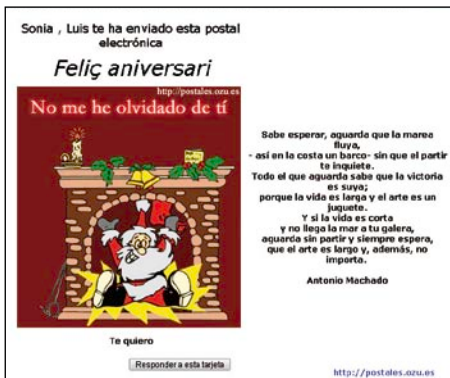 Sonia , Luis te ha enviado esta postal
electrónica
Feliç aniversari
http://postales.ozu.es
No me he olvidado de tí
Te quiero
Responder a esta tarjeta
Sabe esperar, aguarda que la marea
fluya,
- así en la costa un barco- sin que el partir
te inquiete.
Todo el que aguarda sabe que la victoria
es suya;
porque la vida es larga y el arte es un
juguete.
Y si la vida es corta
y no llega la mar a tu galera,
aguarda sin partir y siempre espera,
que el arte es largo y, además, no
importa.
Antonio Machado
http://postales.ozu.es